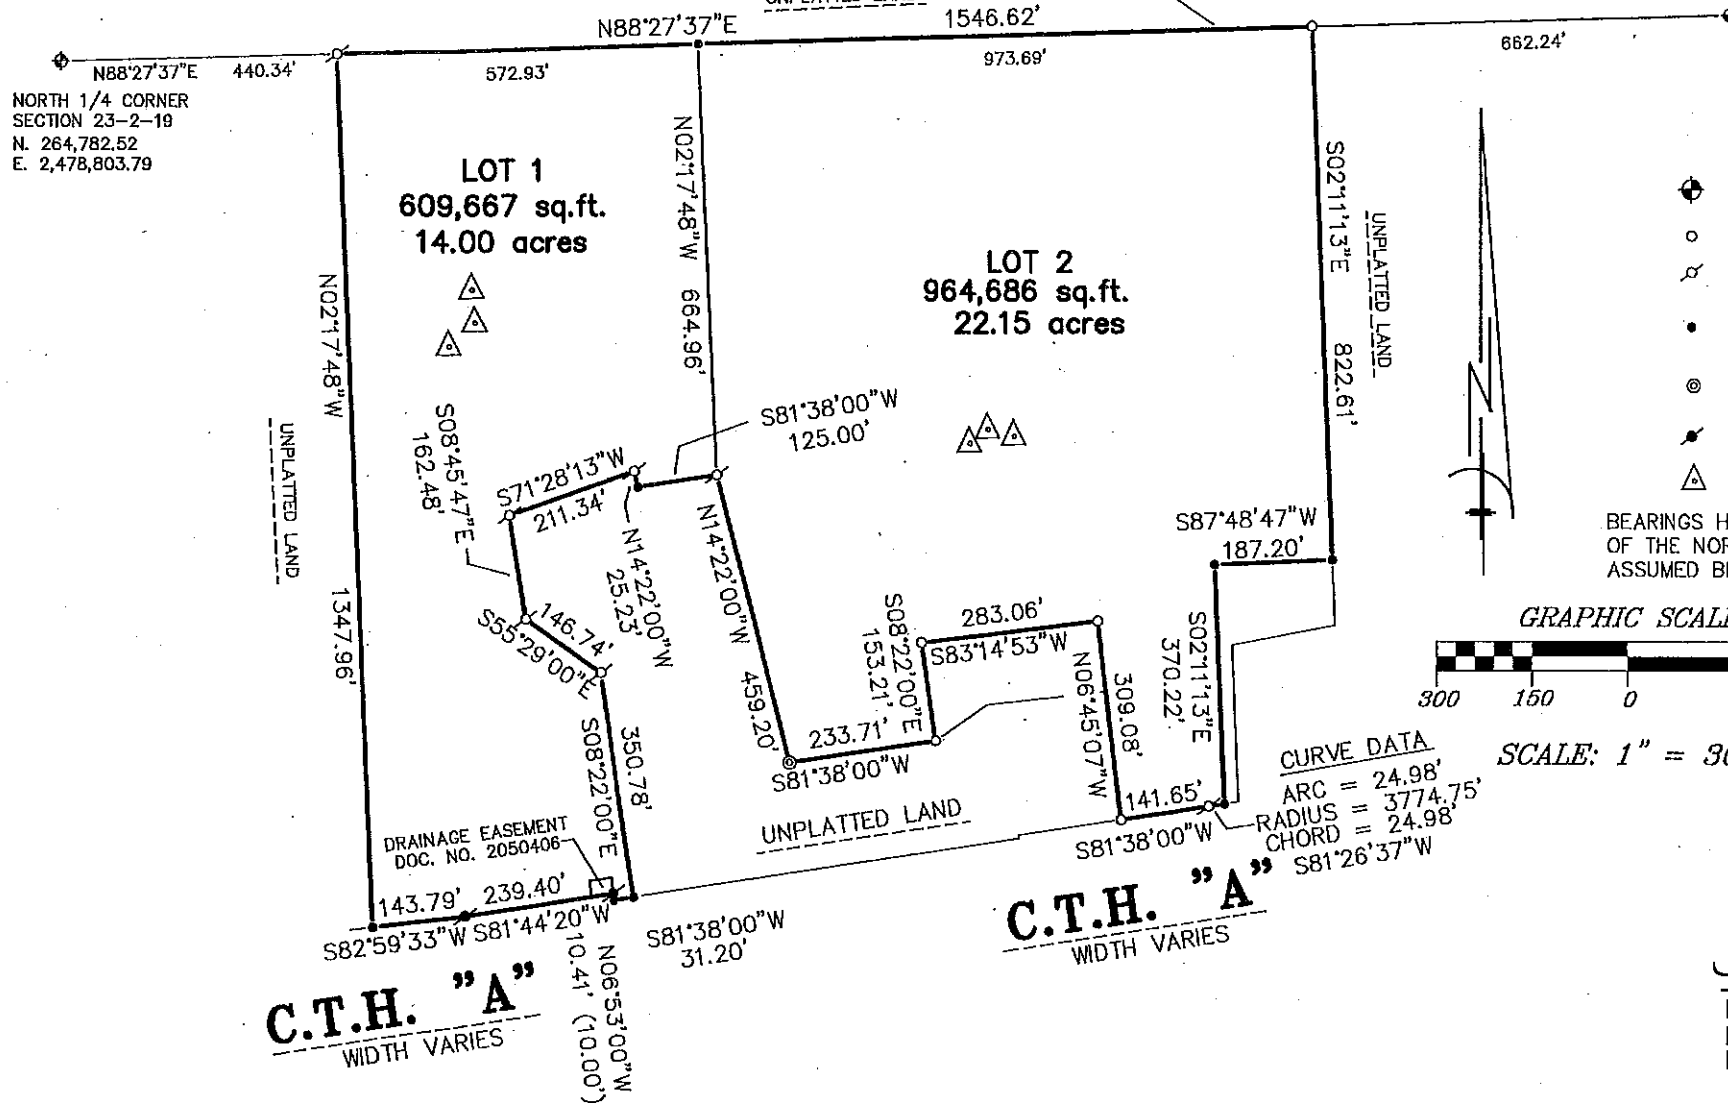 N88°27'37"E
1546.62'
N88°27'37"E
440.34'
572.93'
973.69'
662.24'
NORTH 1/4 CORNER
SECTION 23-2-19
N. 264,782.52
E. 2,478,803.79
LOT 1
609,667 sq.ft.
14.00 acres
LOT 2
964,686 sq.ft.
22.15 acres
N02°17'48"W
1347.96'
UNPLATTED LAND
N02°17'48"W 664.96'
S02°11'13"E 822.61'
UNPLATTED LAND
S81°38'00"W
125.00'
S08°45'47"E
162.48'
S71°28'13"W
211.34'
N14°22'00"W
25.23'
N14°22'00"W
459.20'
146.74'
S55°29'00"E
S08°22'00"E
350.78'
233.71'
S81°38'00"W
S08°22'00"E
153.21'
283.06'
S83°14'53"W
N06°45'07"W
309.08'
S87°48'47"W
187.20'
S02°11'13"E
370.22'
141.65'
S81°38'00"W
CURVE DATA
ARC = 24.98'
RADIUS = 3774.75'
CHORD = 24.98'
S81°26'37"W
UNPLATTED LAND
DRAINAGE EASEMENT
DOC. NO. 2050406
143.79'
239.40'
S82°59'33"W
S81°44'20"W
N06°53'00"W
10.41' (10.00')
S81°38'00"W
31.20'
C.T.H. "A"
WIDTH VARIES
C.T.H. "A"
WIDTH VARIES
N
BEARINGS H
OF THE NOR
ASSUMED B
GRAPHIC SCAL
300 150 0
SCALE: 1" = 3